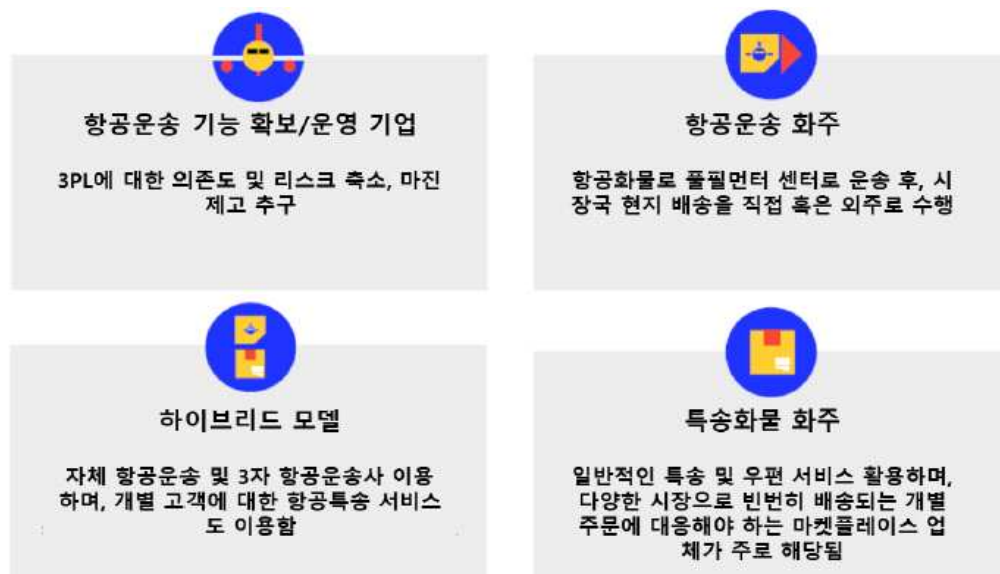 항공운송 기능 확보/운영 기업
3PL에 대한 의존도 및 리스크 축소, 마진
제고 추구
항공운송 화주
항공화물로 풀필먼터 센터로 운송 후, 시
장국 현지 배송을 직접 혹은 외주로 수행
하이브리드 모델
자체 항공운송 및 3자 항공운송사 이용
하며, 개별 고객에 대한 항공특송 서비스
도 이용함
특송화물 화주
일반적인 특송 및 우편 서비스 활용하며,
다양한 시장으로 빈번히 배송되는 개별
주문에 대응해야 하는 마켓플레이스 업
체가 주로 해당됨